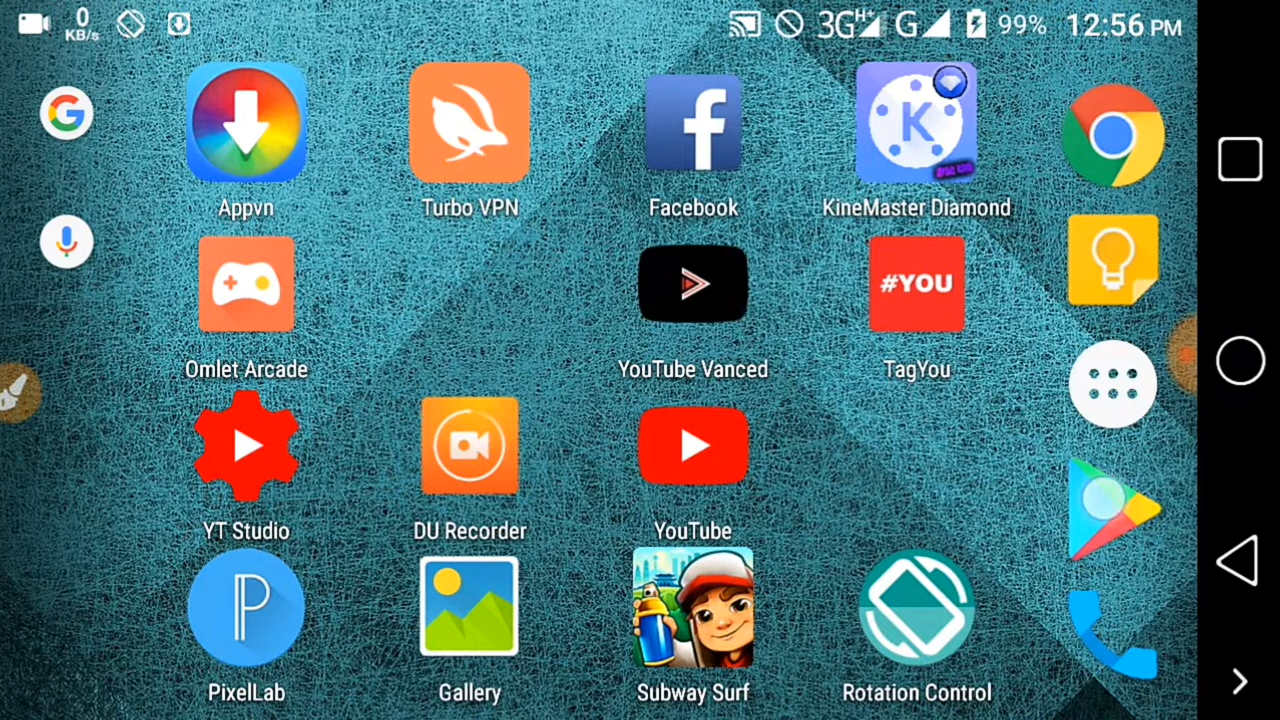 0
KB/s
3G H+ G 99% 12:56 PM
K
Appvn
Turbo VPN
Facebook
KineMaster Diamond
#YOU
Omlet Arcade
YouTube Vanced
TagYou
YT Studio
DU Recorder
YouTube
PixelLab
Gallery
Subway Surf
Rotation Control